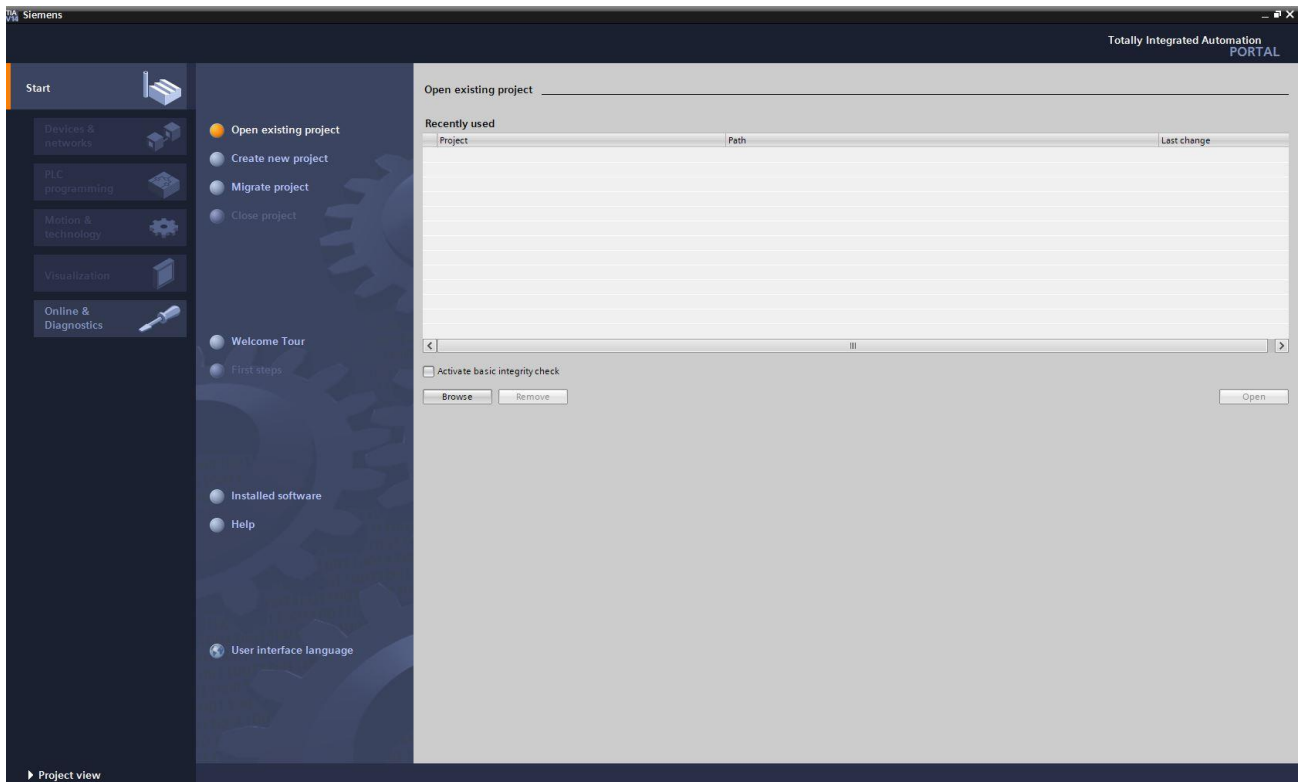 TIA
V14
Siemens
Totally Integrated Automation
PORTAL
Start
Devices &
networks
PLC
programming
Motion &
technology
Visualization
Online &
Diagnostics
Open existing project
Create new project
Migrate project
Close project
Welcome Tour
First steps
Installed software
Help
User interface language
Open existing project
Recently used
Project Path Last change
Activate basic integrity check
Browse Remove Open
Project view